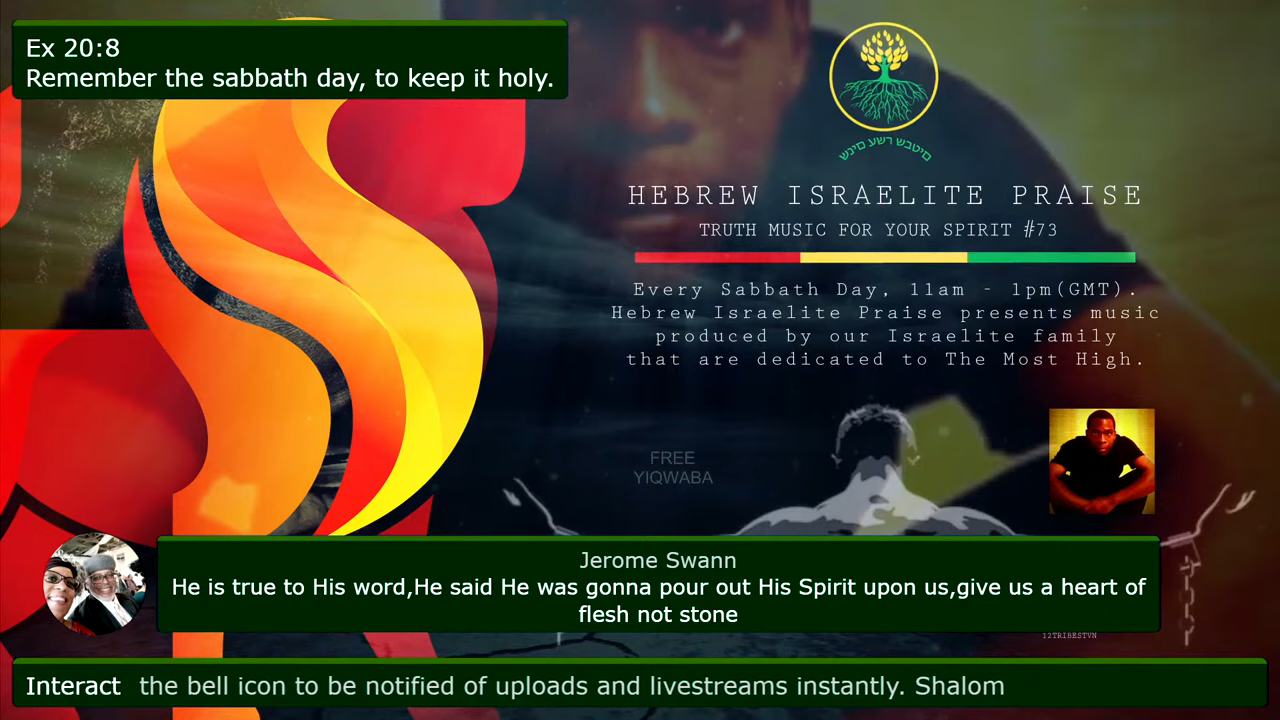 Ex 20:8
Remember the sabbath day, to keep it holy.
םיטבש רשע םינש
HEBREW ISRAELITE PRAISE
TRUTH MUSIC FOR YOUR SPIRIT #73
Every Sabbath Day, 11am - 1pm(GMT).
Hebrew Israelite Praise presents music
produced by our Israelite family
that are dedicated to The Most High.
FREE
YIQWABA
Jerome Swann
He is true to His word,He said He was gonna pour out His Spirit upon us,give us a heart of
flesh not stone
12TRIBESTVN
Interact the bell icon to be notified of uploads and livestreams instantly. Shalom